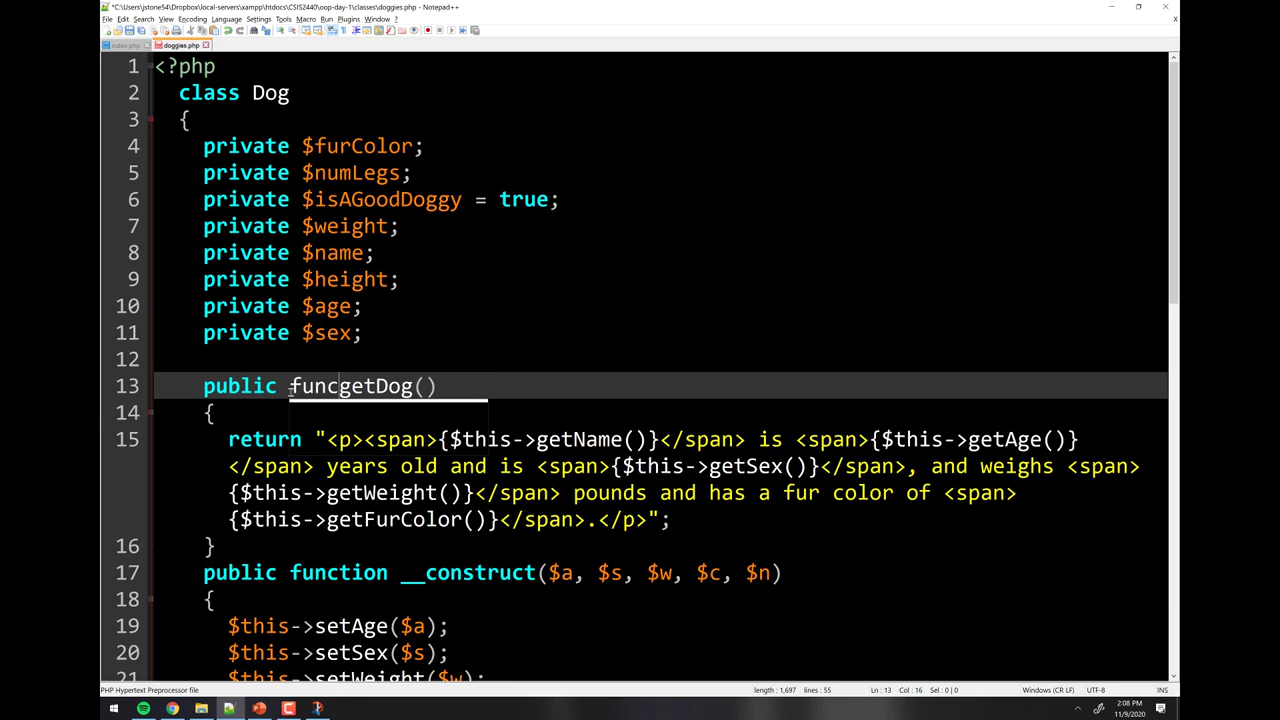 *C:\Users\jstone54\Dropbox\local-servers\xampp\htdocs\CSIS2440\oop-day-1\classes\doggies.php - Notepad++
File Edit Search View Encoding Language Settings Tools Macro Run Plugins Window ?
X
index.php doggies.php
1 <?php
2 class Dog
3 {
4 private $furColor;
5 private $numLegs;
6 private $isAGoodDoggy = true;
7 private $weight;
8 private $name;
9 private $height;
10 private $age;
11 private $sex;
12
13 public funcgetDog()
14 {
15 return "<p><span>{$this->getName()}</span> is <span>{$this->getAge()}
</span> years old and is <span>{$this->getSex()}</span>, and weighs <span>
{$this->getWeight()}</span> pounds and has a fur color of <span>
{$this->getFurColor()}</span>.</p>";
16 }
17 public function __construct($a, $s, $w, $c, $n)
18 {
19 $this->setAge($a);
20 $this->setSex($s);
21 $this->setWeight($w);
PHP Hypertext Preprocessor file length : 1,697 lines : 55 Ln : 13 Col : 16 Sel : 0 | 0 Windows (CR LF) UTF-8 INS
2:08 PM
11/9/2020